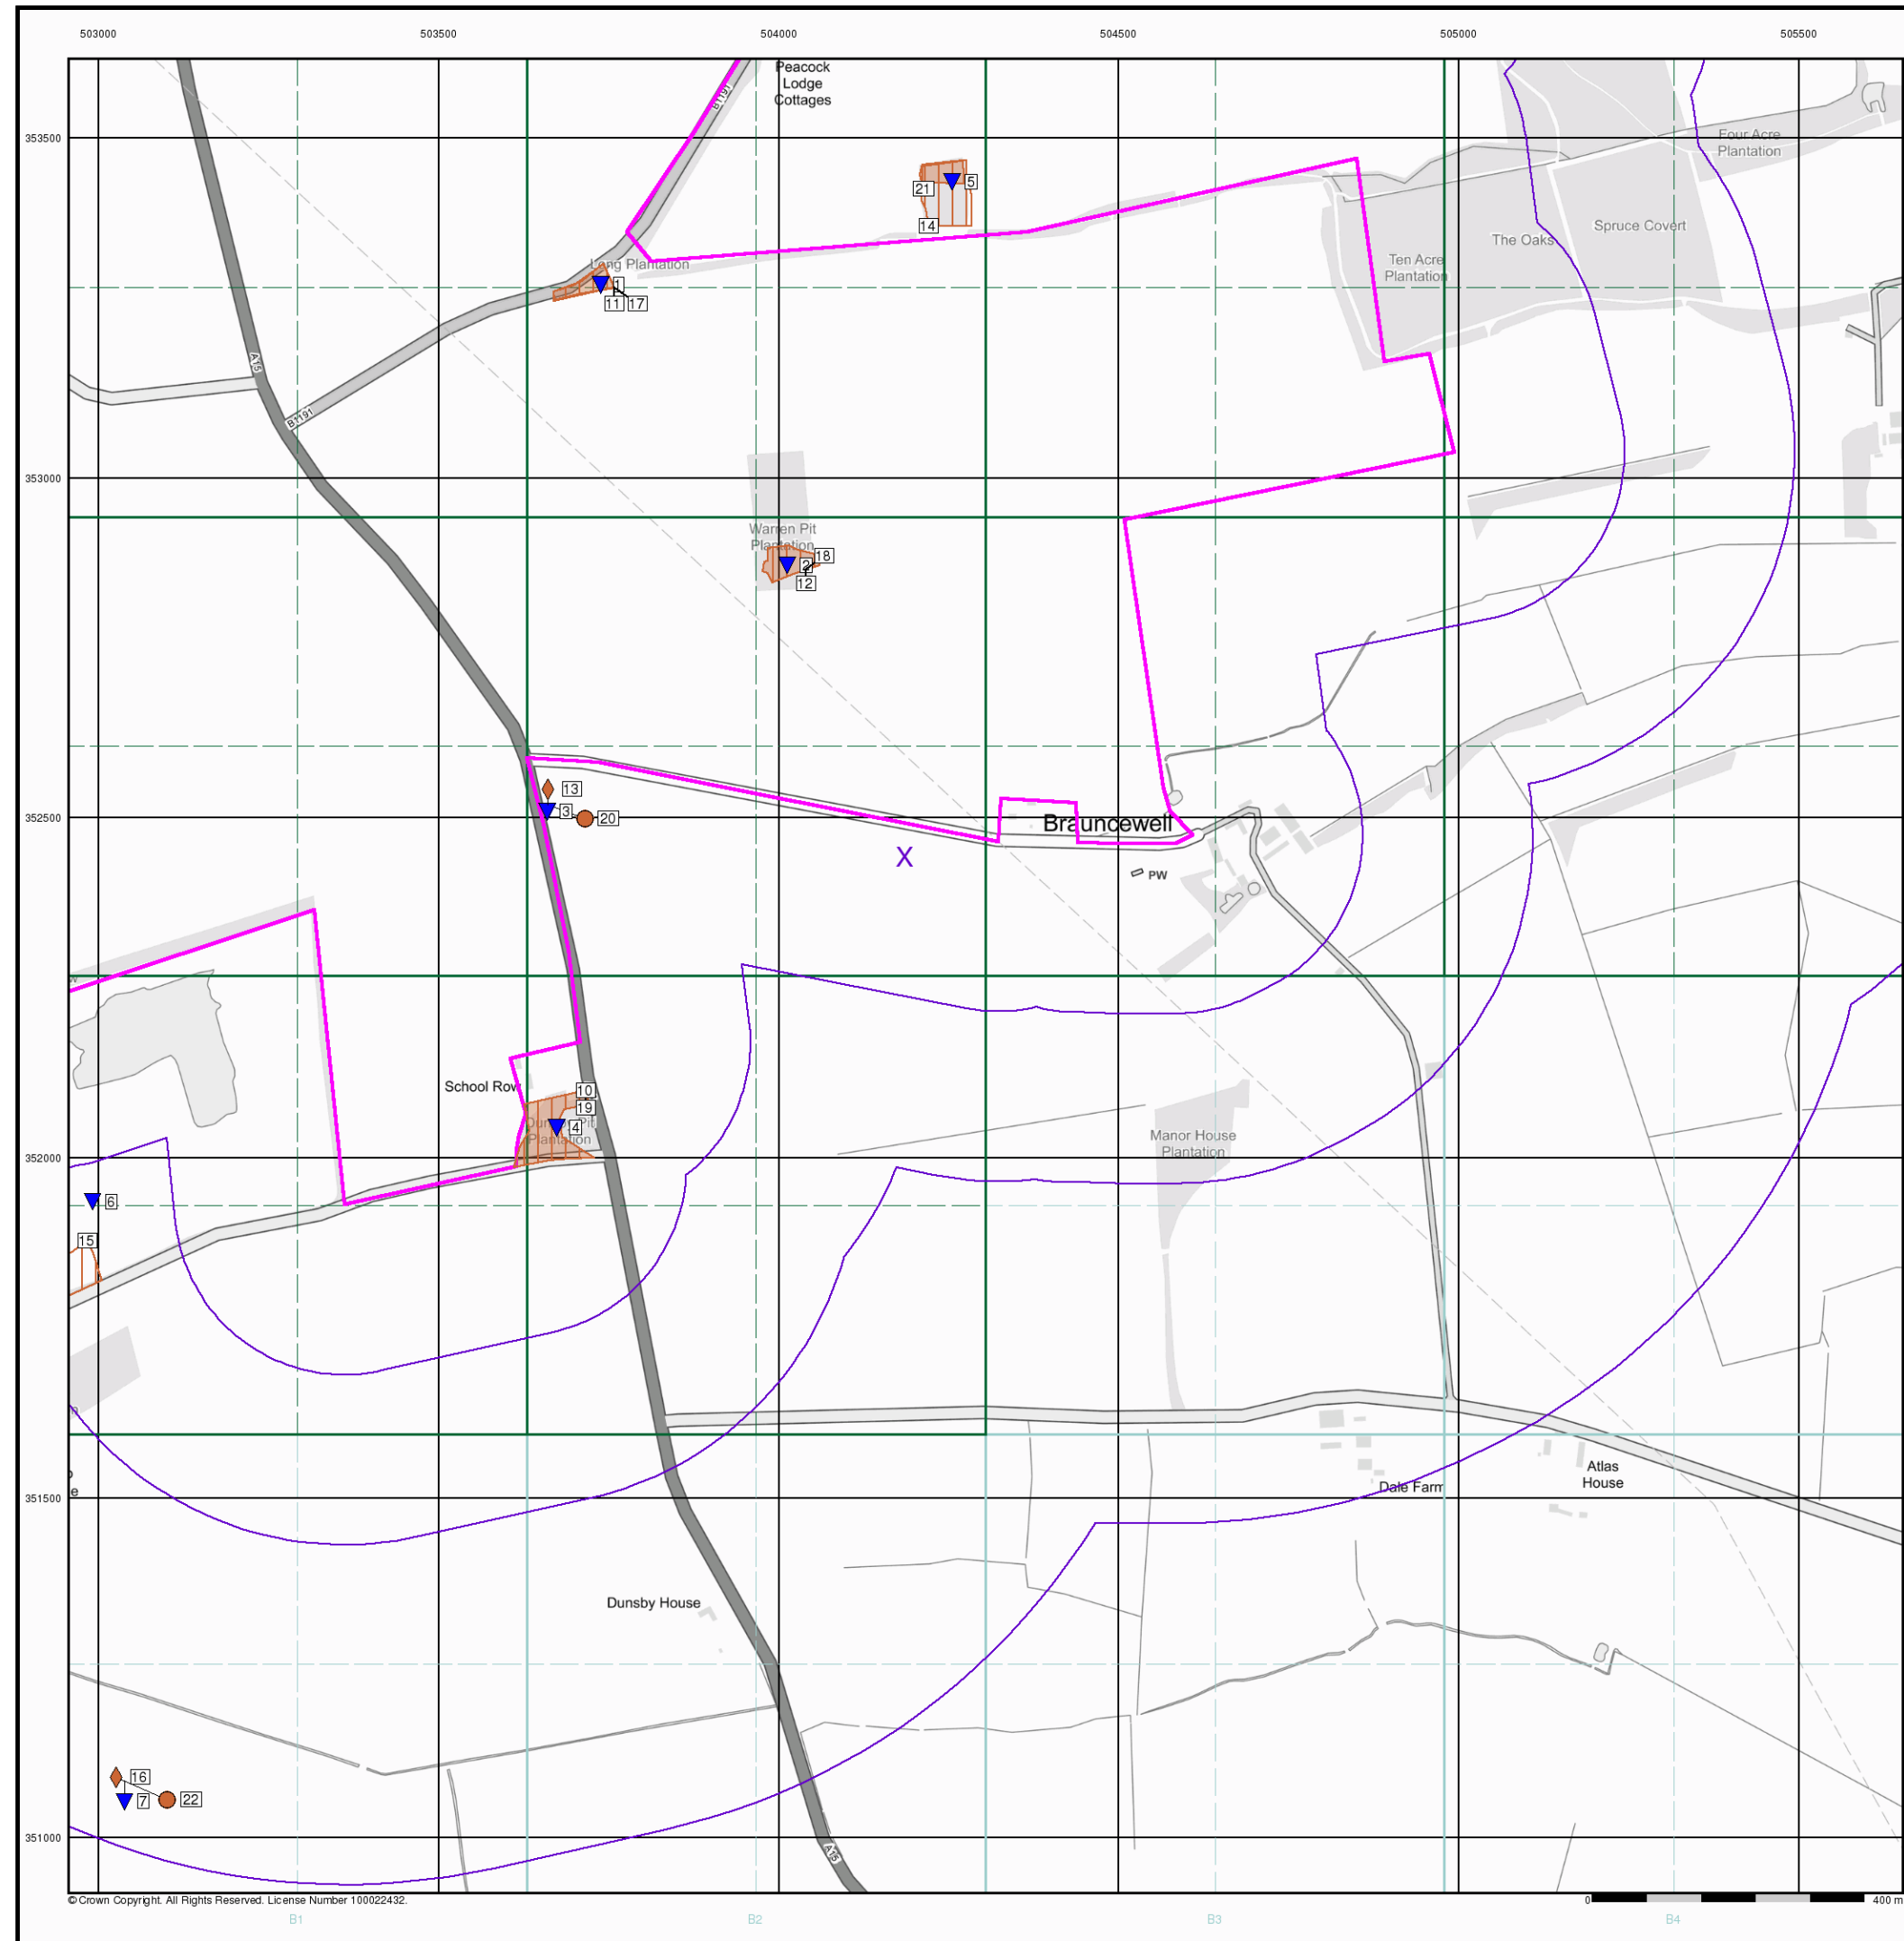 503000 503500 504000 504500 505000 505500
Peacock
Lodge
Cottages
B1191
353500
Four Acre
Plantation
21 5
14
Spruce Covert
The Oaks
Ten Acre
Plantation
Long Plantation
1
11 17
A15
B1191
353000
Warren Pit
Plantation
18
2
12
13
3 20
352500
Brauncewell
X
PW
School Row
10
19
Dunsby Pit
Plantation
4
Manor House
Plantation
352000
6
15
Atlas
House
Dale Farm
e
351500
Dunsby House
16
7 22
351000
A15
© Crown Copyright. All Rights Reserved. License Number 100022432.
0 400 m
B1 B2 B3 B4